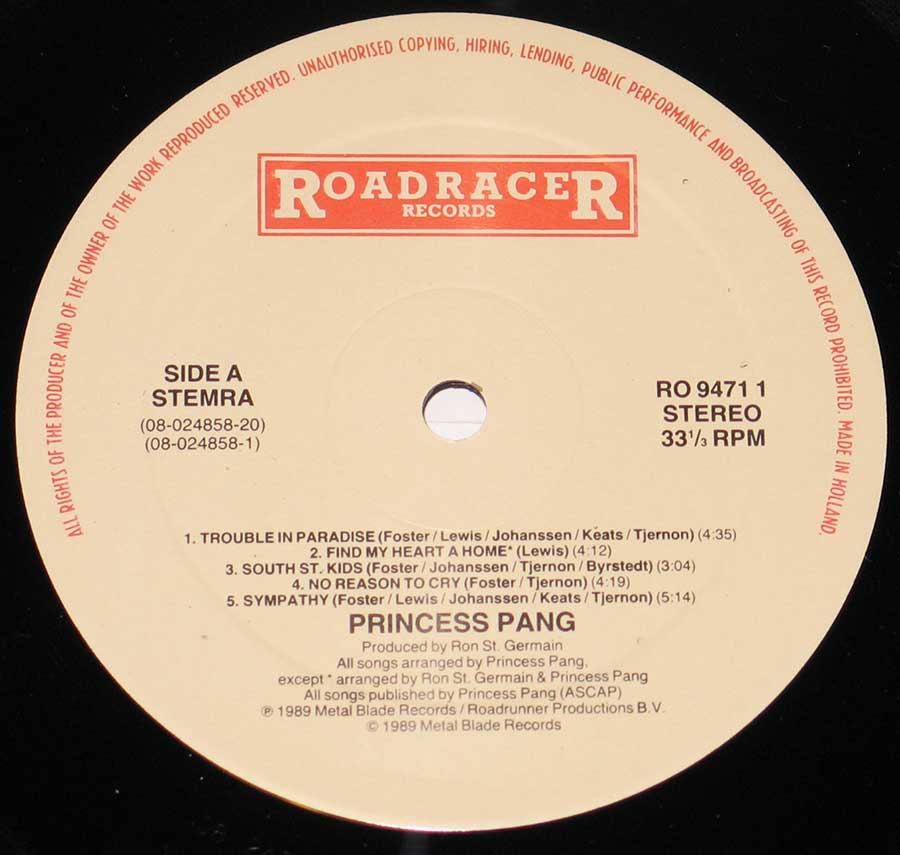 ALL RIGHTS OF THE PRODUCER AND OF THE OWNER OF THE WORK REPRODUCED RESERVED. UNAUTHORISED COPYING, HIRING, LENDING, PUBLIC PERFORMANCE AND BROADCASTING OF THIS RECORD PROHIBITED. MADE IN HOLLAND.
ROADRACER
RECORDS
SIDE A
STEMRA
(08-024858-20)
(08-024858-1)
RO 9471 1
STEREO
33 1/3 RPM
1. TROUBLE IN PARADISE (Foster / Lewis / Johanssen / Keats / Tjernon) (4:35)
2. FIND MY HEART A HOME* (Lewis) (4:12)
3. SOUTH ST. KIDS (Foster / Johanssen / Tjernon / Byrstedt) (3:04)
4. NO REASON TO CRY (Foster / Tjernon) (4:19)
5. SYMPATHY (Foster / Lewis / Johanssen / Keats / Tjernon) (5:14)
PRINCESS PANG
Produced by Ron St. Germain
All songs arranged by Princess Pang,
except * arranged by Ron St. Germain & Princess Pang
All songs published by Princess Pang (ASCAP)
℗ 1989 Metal Blade Records / Roadrunner Productions B.V.
© 1989 Metal Blade Records